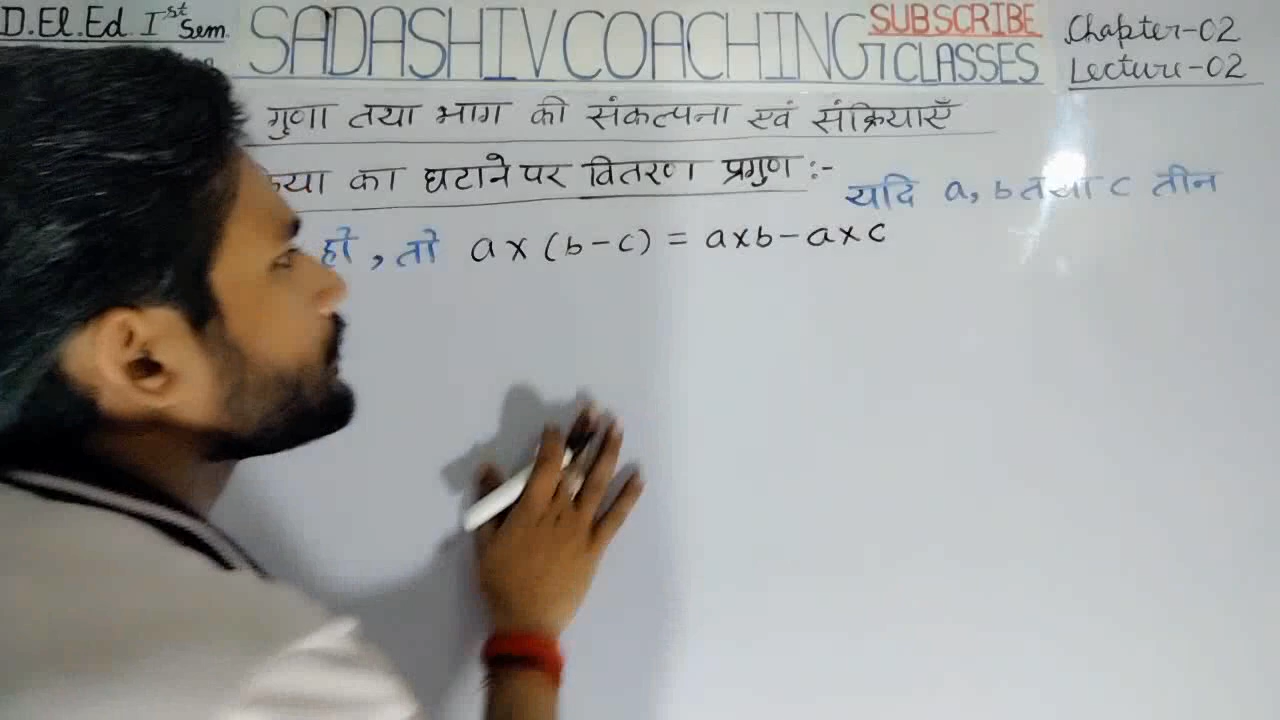 D.El.Ed. Ist Sem.
SADASHIV COACHING CLASSES
SUBSCRIBE
Chapter-02
Lecture-02
गुणा तथा भाग की संकल्पना एवं संक्रियाएँ
का घटाने पर वितरण प्रगुण :-
यदि a, b तथा c तीन
हो, तो a × (b - c) = a×b - a×c